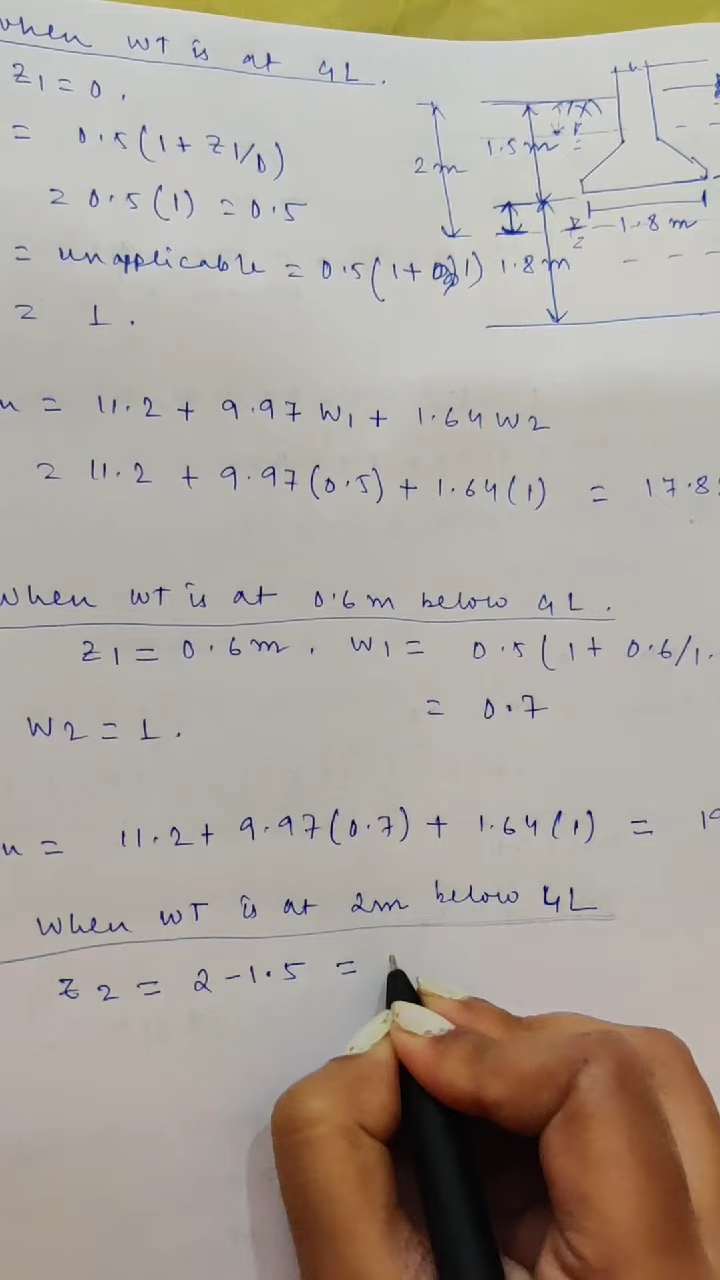 when WT is at GL.
Z1 = 0.
= 0.5(1 + Z1/D)
= 0.5(1) = 0.5
= unapplicable = 0.5(1+ 1)
= 1.
2 m
1.5 m
1.8 m
1.8 m
u = 11.2 + 9.97 W1 + 1.64 W2
= 11.2 + 9.97(0.5) + 1.64(1) = 17.8
When WT is at 0.6m below GL.
Z1 = 0.6m. W1 = 0.5(1+ 0.6/1.
= 0.7
W2 = 1.
u = 11.2 + 9.97(0.7) + 1.64(1) = 19
When WT is at 2m below GL
Z2 = 2 - 1.5 =